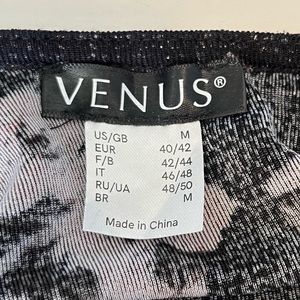 VENUS®
US/GB M
EUR 40/42
F/B 42/44
IT 46/48
RU/UA 48/50
BR M
Made in China